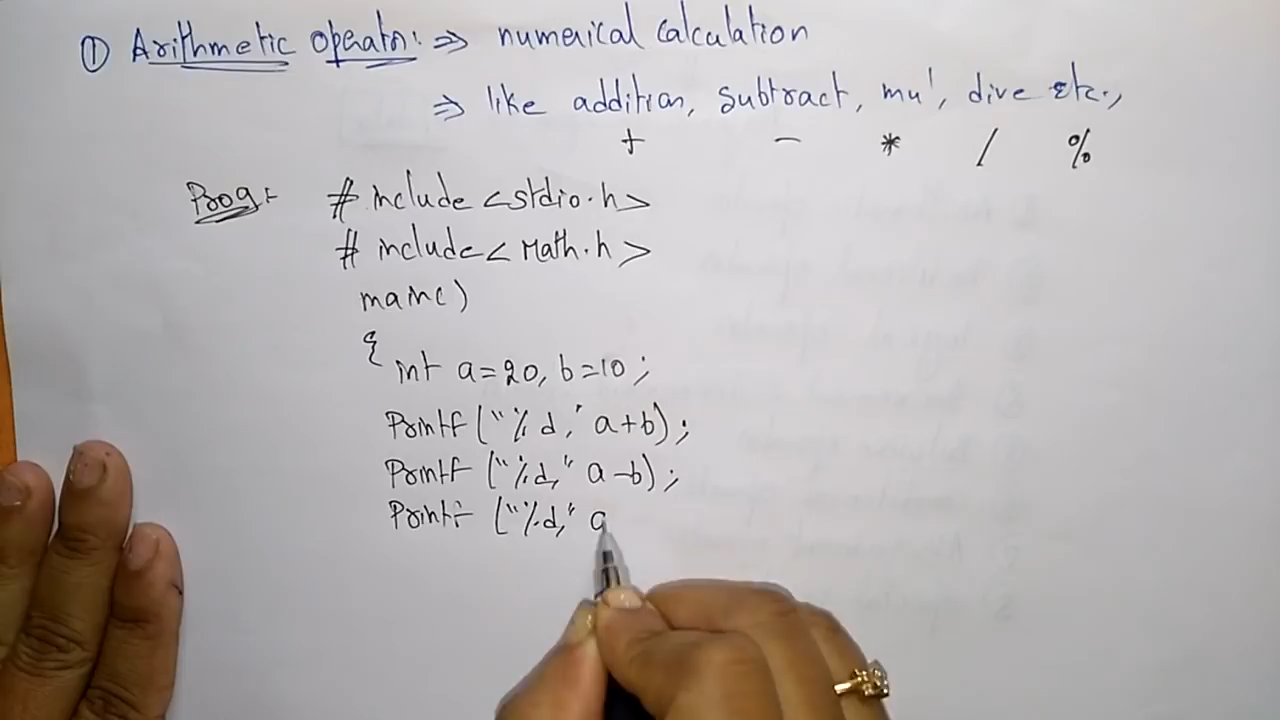 ① Arithmetic operator: ⇒ numerical calculation
⇒ like addition, subtract, mul, dive etc.,
+ - * / %
Prog:
# include <stdio.h>
# include < Math.h >
main()
{
int a=20, b=10;
Printf ("%d," a+b);
Printf ("%d," a-b);
Printf ("%d," a